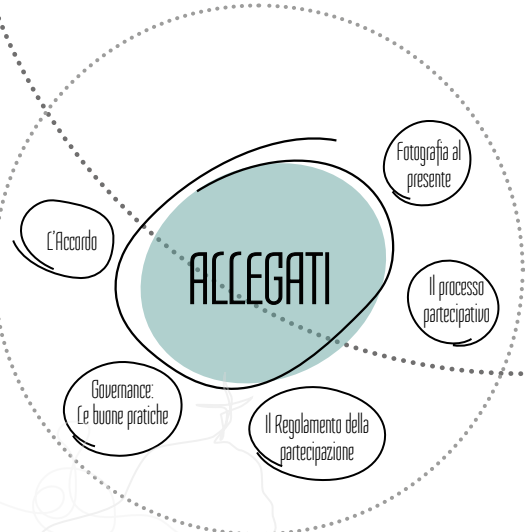 Fotografia al
presente
L'Accordo
ALLEGATI
Il processo
partecipativo
Governance:
Le buone pratiche
Il Regolamento della
partecipazione